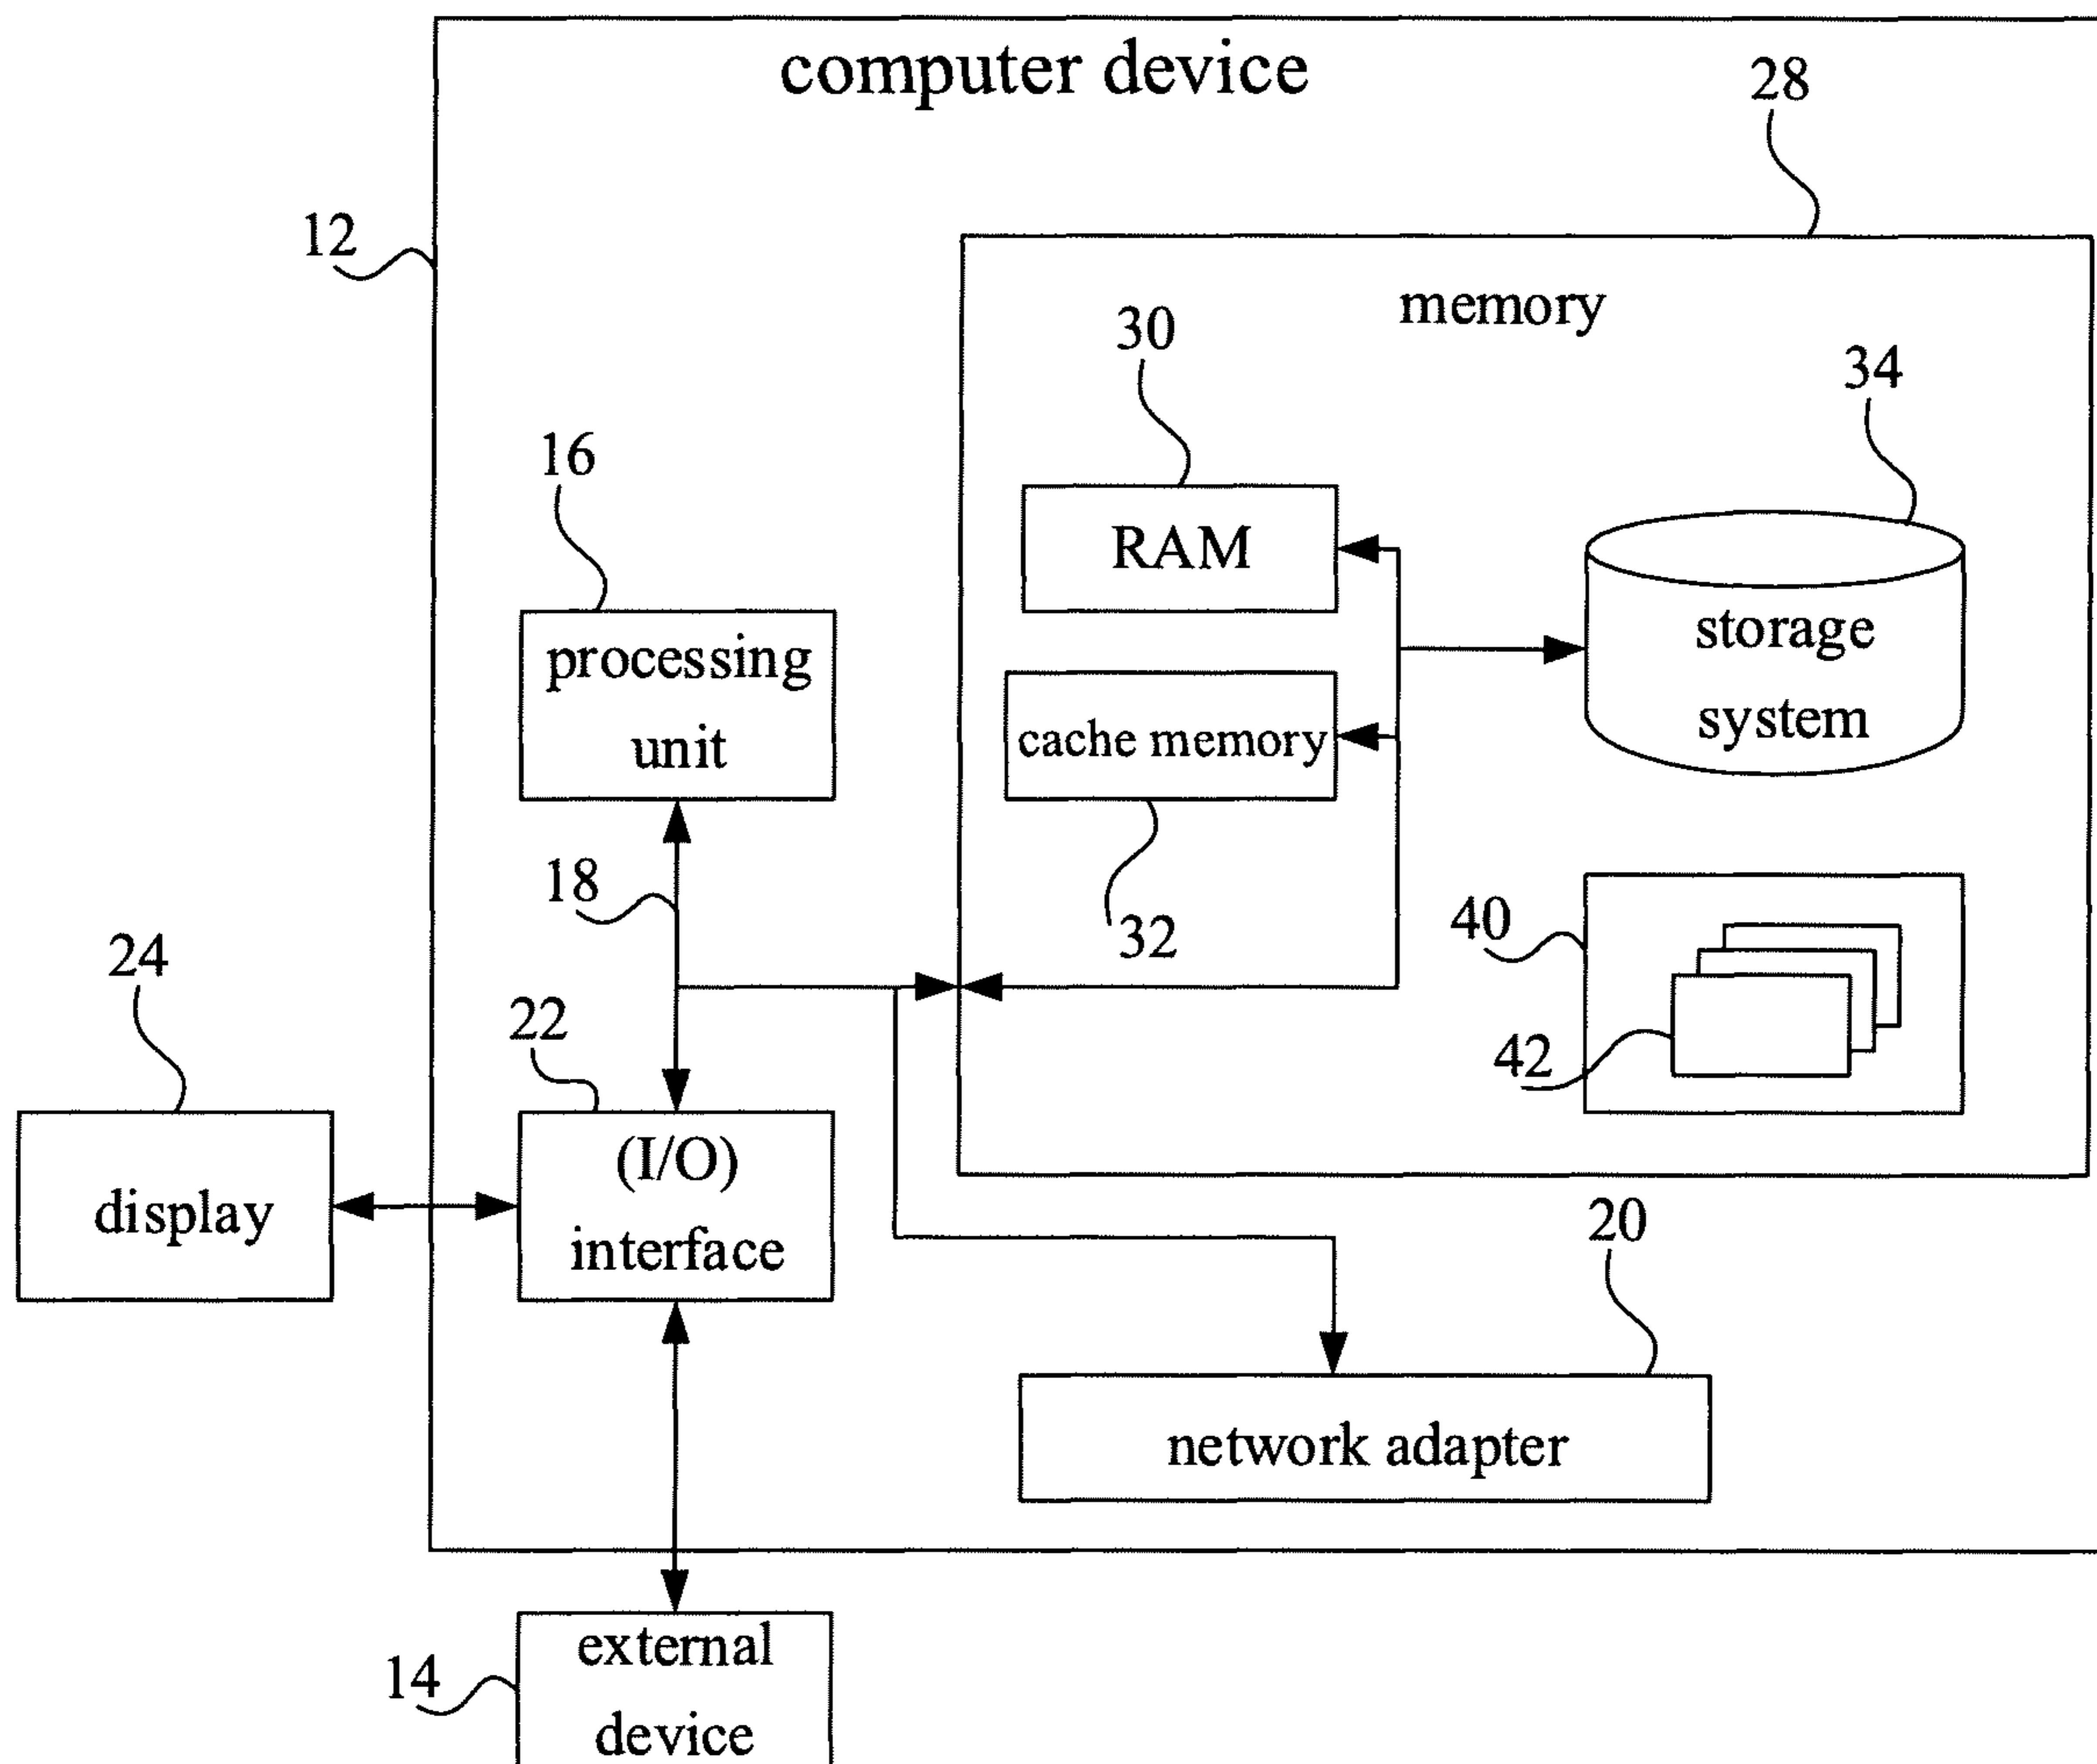 computer device
28
12
memory
30
34
16
RAM
processing
unit
storage
system
cache memory
18
32
40
24
22
42
(I/O)
interface
display
20
network adapter
external
device
14